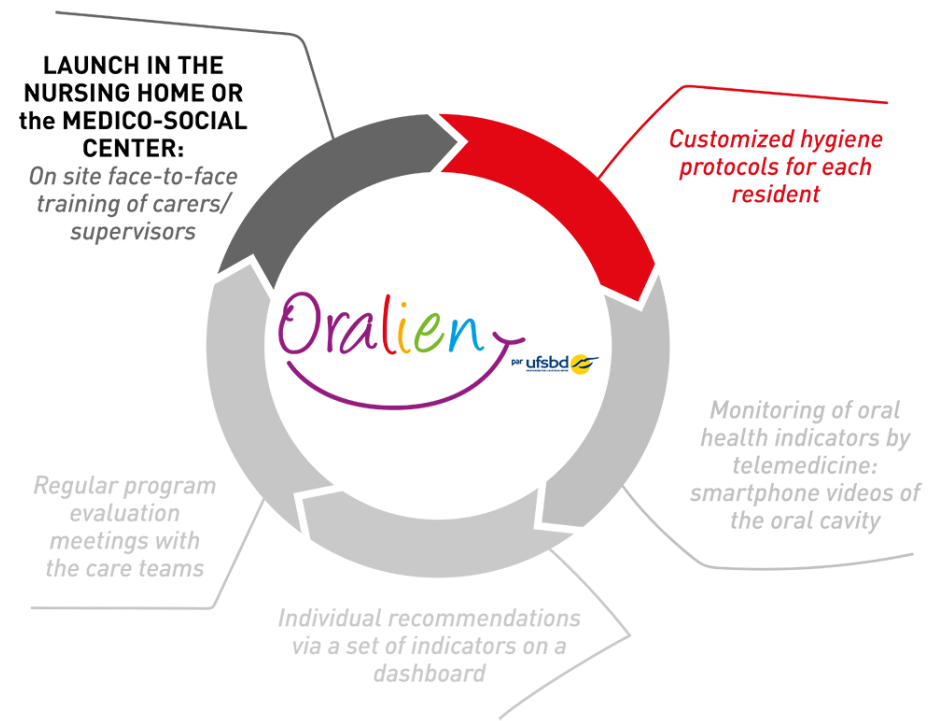 LAUNCH IN THE
NURSING HOME OR
the MEDICO-SOCIAL
CENTER:
On site face-to-face
training of carers/
supervisors
Customized hygiene
protocols for each
resident
Oralien
par ufsbd
Monitoring of oral
health indicators by
telemedicine:
smartphone videos of
the oral cavity
Individual recommendations
via a set of indicators on a
dashboard
Regular program
evaluation
meetings with
the care teams